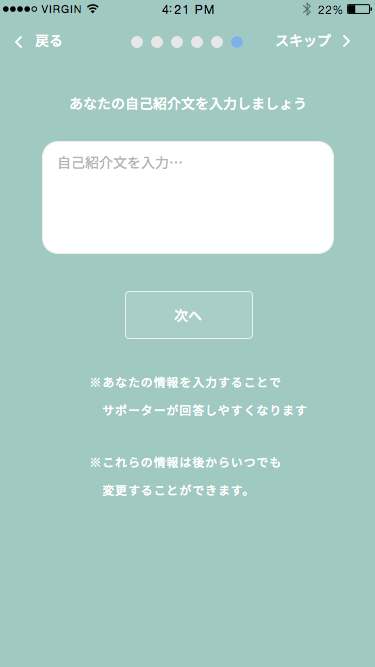 VIRGIN 4:21 PM 22%
戻る スキップ
あなたの自己紹介文を入力しましょう
自己紹介文を入力…
次へ
※あなたの情報を入力することで
サポーターが回答しやすくなります
※これらの情報は後からいつでも
変更することができます。